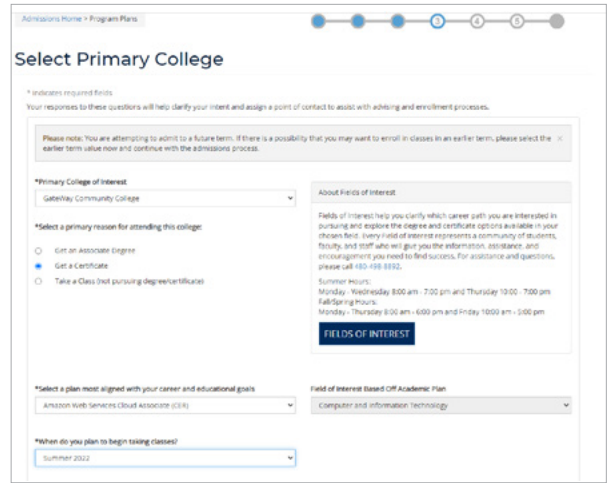 Admissions Home > Program Plans
3 4 5
Select Primary College
* indicates required fields
Your responses to these questions will help clarify your intent and assign a point of contact to assist with advising and enrollment processes.
Please note: You are attempting to admit to a future term. If there is a possibility that you may want to enroll in classes in an earlier term, please select the ×
earlier term value now and continue with the admissions process.
*Primary College of Interest
GateWay Community College
*Select a primary reason for attending this college:
Get an Associate Degree
Get a Certificate
Take a Class (not pursuing degree/certificate)
About Fields of Interest
Fields of Interest help you clarify which career path you are interested in
pursuing and explore the degree and certificate options available in your
chosen field. Every Field of Interest represents a community of students,
faculty, and staff who will give you the information, assistance, and
encouragement you need to find success. For assistance and questions,
please call 480-498-8892.
Summer Hours:
Monday - Wednesday 8:00 am - 7:00 pm and Thursday 10:00 - 7:00 pm
Fall/Spring Hours:
Monday - Thursday 8:00 am - 6:00 pm and Friday 10:00 am - 5:00 pm
FIELDS OF INTEREST
*Select a plan most aligned with your career and educational goals
Amazon Web Services Cloud Associate (CER)
Field of Interest Based Off Academic Plan
Computer and Information Technology
*When do you plan to begin taking classes?
Summer 2022